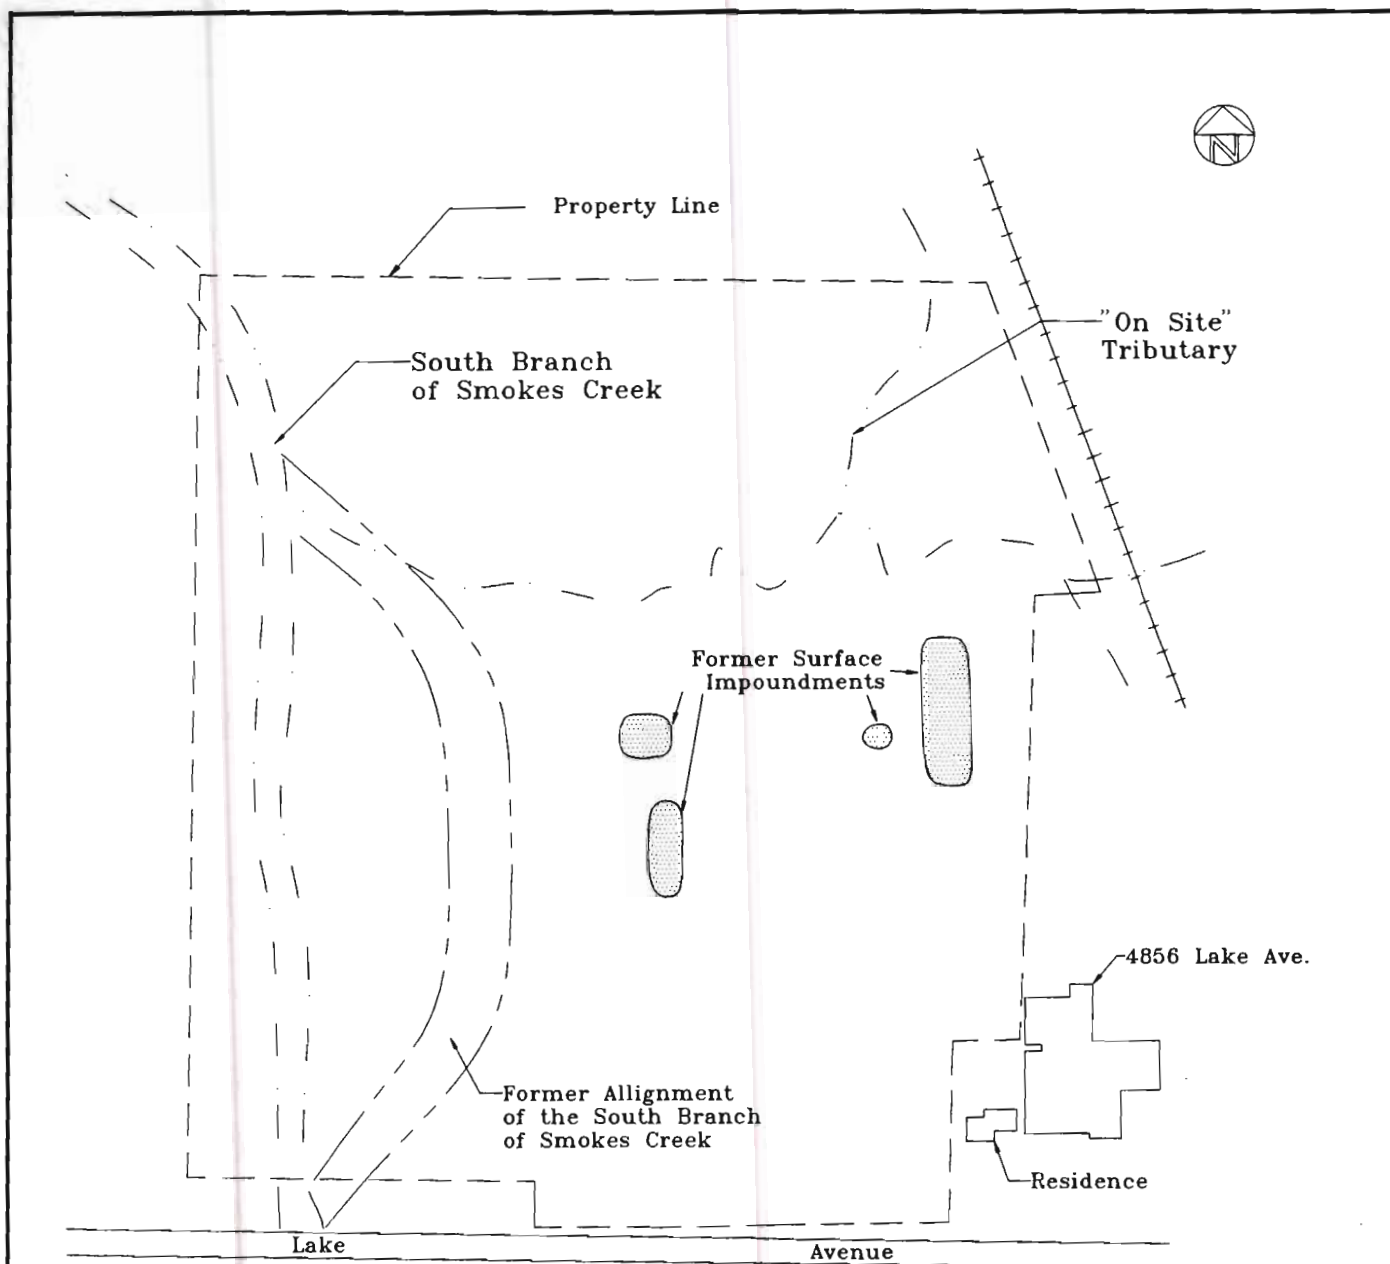 N
Property Line
"On Site"
Tributary
South Branch
of Smokes Creek
Former Surface
Impoundments
4856 Lake Ave.
Former Allignment
of the South Branch
of Smokes Creek
Residence
Lake Avenue